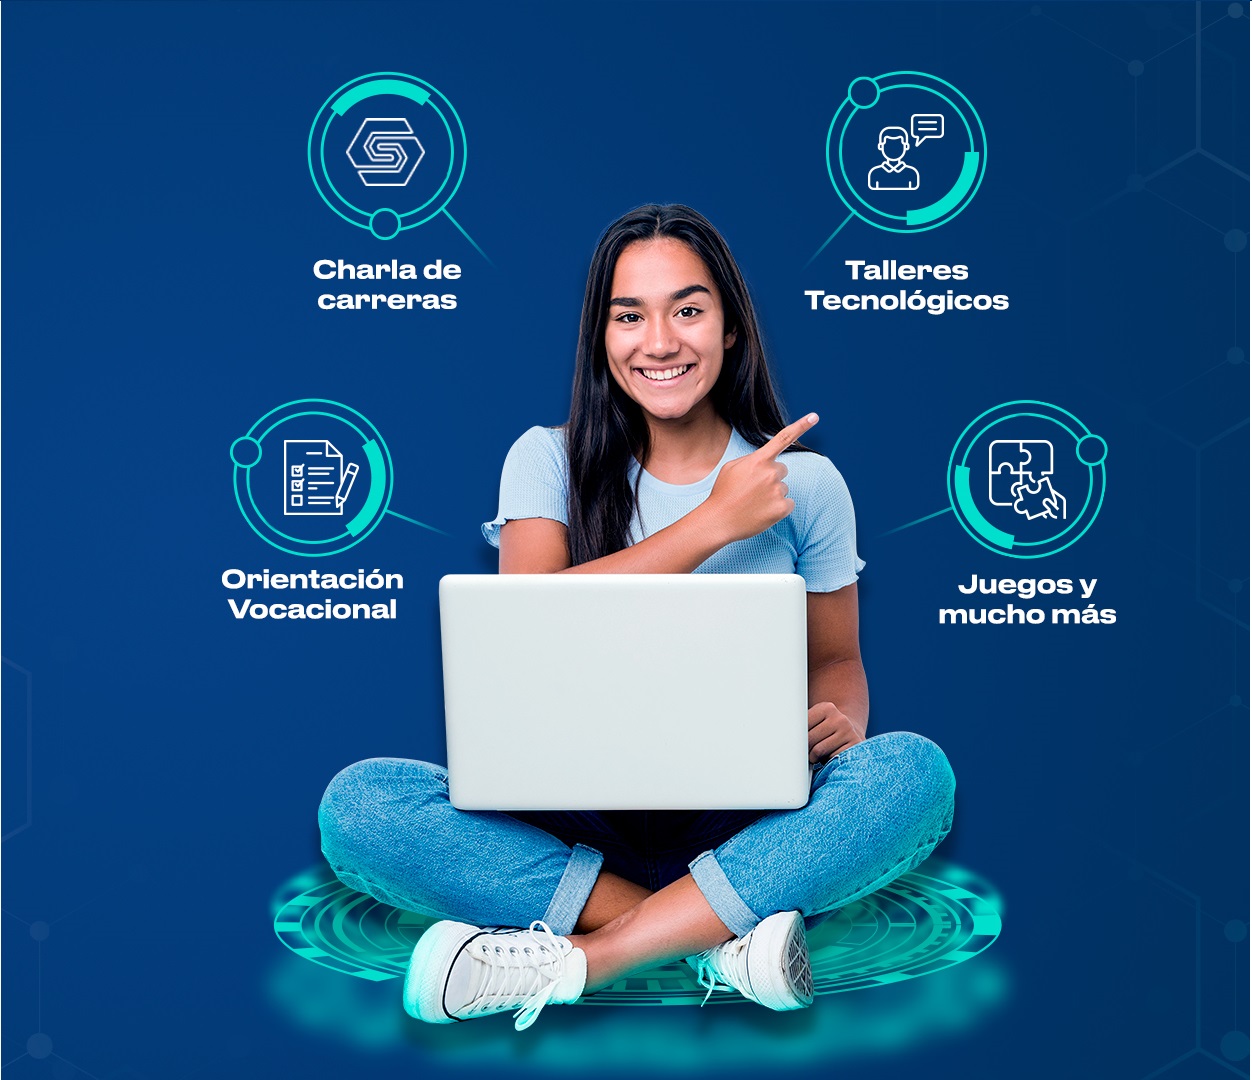 Charla de
carreras
Talleres
Tecnológicos
Orientación
Vocacional
Juegos y
mucho más